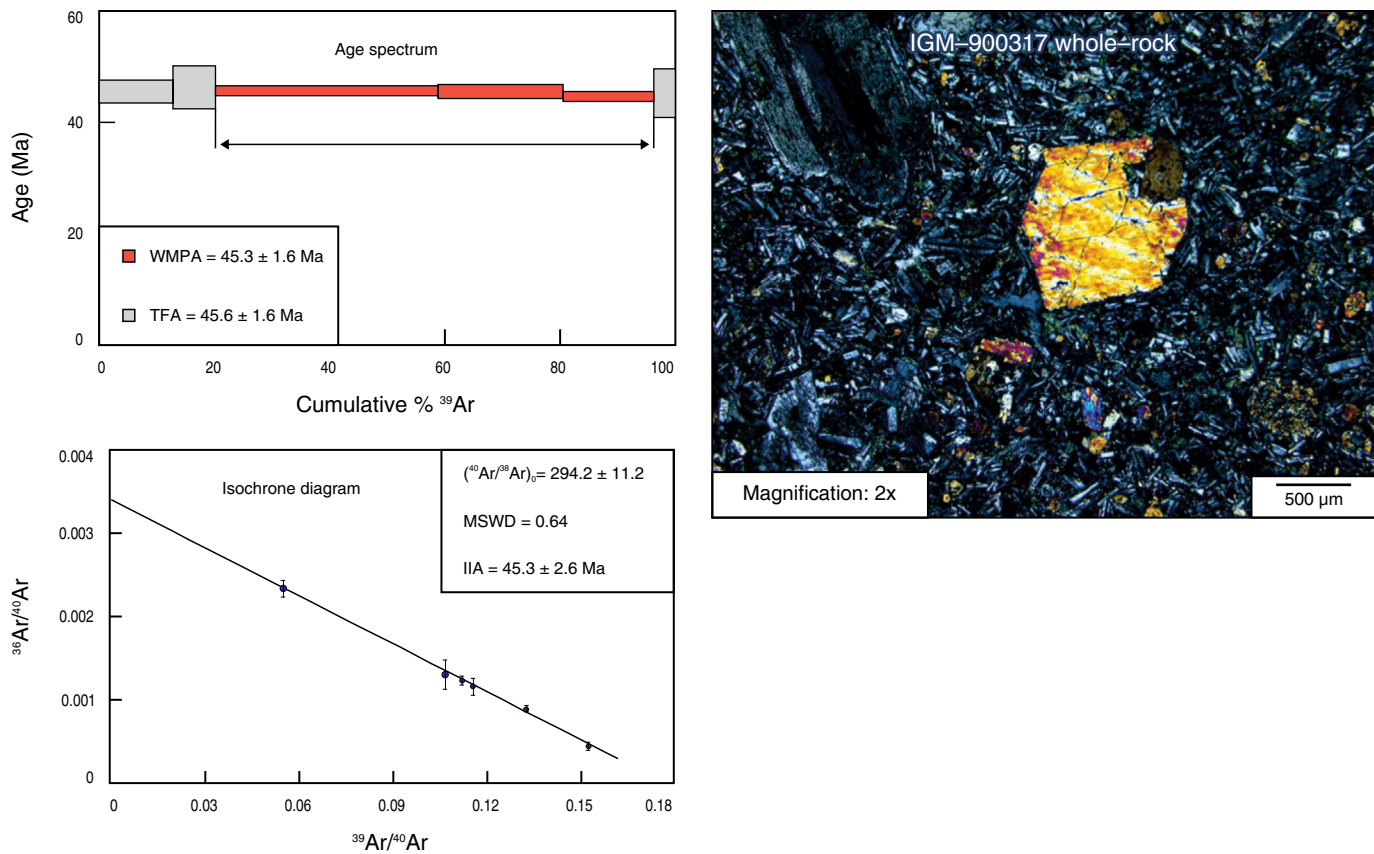 Age spectrum
60
40
20
0
Age (Ma)
WMPA = 45.3 ± 1.6 Ma
TFA = 45.6 ± 1.6 Ma
0 20 40 60 80 100
Cumulative % ³⁹Ar
IGM–900317 whole–rock
Magnification: 2x
500 µm
Isochrone diagram
0.004
0.003
0.002
0.001
0
³⁶Ar/⁴⁰Ar
(⁴⁰Ar/³⁸Ar)₀= 294.2 ± 11.2
MSWD = 0.64
IIA = 45.3 ± 2.6 Ma
0 0.03 0.06 0.09 0.12 0.15 0.18
³⁹Ar/⁴⁰Ar